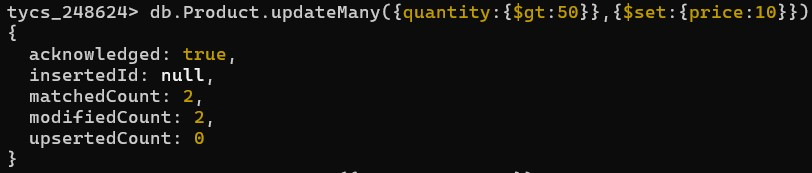 tycs_248624> db.Product.updateMany({quantity:{$gt:50}},{$set:{price:10}})
{
  acknowledged: true,
  insertedId: null,
  matchedCount: 2,
  modifiedCount: 2,
  upsertedCount: 0
}